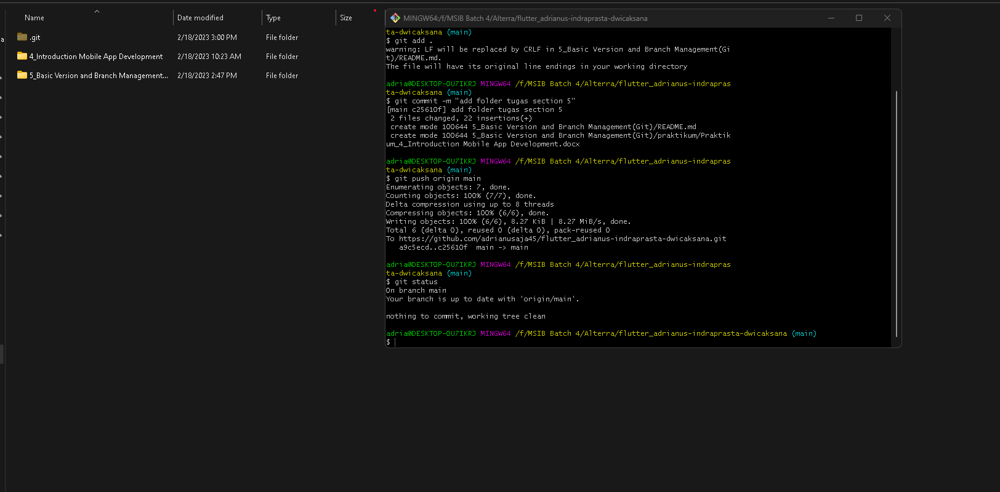 Name Date modified Type Size
.git 2/18/2023 3:00 PM File folder
4_Introduction Mobile App Development 2/18/2023 10:23 AM File folder
5_Basic Version and Branch Management... 2/18/2023 2:47 PM File folder
a
MINGW64:/f/MSIB Batch 4/Alterra/flutter_adrianus-indraprasta-dwicaksana
ta-dwicaksana (main)
$ git add .
warning: LF will be replaced by CRLF in 5_Basic Version and Branch Management(Gi
t)/README.md.
The file will have its original line endings in your working directory
adria@DESKTOP-OU7IKRJ MINGW64 /f/MSIB Batch 4/Alterra/flutter_adrianus-indrapras
ta-dwicaksana (main)
$ git commit -m "add folder tugas section 5"
[main c25610f] add folder tugas section 5
2 files changed, 22 insertions(+)
create mode 100644 5_Basic Version and Branch Management(Git)/README.md
create mode 100644 5_Basic Version and Branch Management(Git)/praktikum/Praktik
um_4_Introduction Mobile App Development.docx
adria@DESKTOP-OU7IKRJ MINGW64 /f/MSIB Batch 4/Alterra/flutter_adrianus-indrapras
ta-dwicaksana (main)
$ git push origin main
Enumerating objects: 7, done.
Counting objects: 100% (7/7), done.
Delta compression using up to 8 threads
Compressing objects: 100% (6/6), done.
Writing objects: 100% (6/6), 8.27 KiB | 8.27 MiB/s, done.
Total 6 (delta 0), reused 0 (delta 0), pack-reused 0
To https://github.com/adrianusaja45/flutter_adrianus-indraprasta-dwicaksana.git
a9c5ecd..c25610f main -> main
adria@DESKTOP-OU7IKRJ MINGW64 /f/MSIB Batch 4/Alterra/flutter_adrianus-indrapras
ta-dwicaksana (main)
$ git status
On branch main
Your branch is up to date with 'origin/main'.
nothing to commit, working tree clean
adria@DESKTOP-OU7IKRJ MINGW64 /f/MSIB Batch 4/Alterra/flutter_adrianus-indraprasta-dwicaksana (main)
$